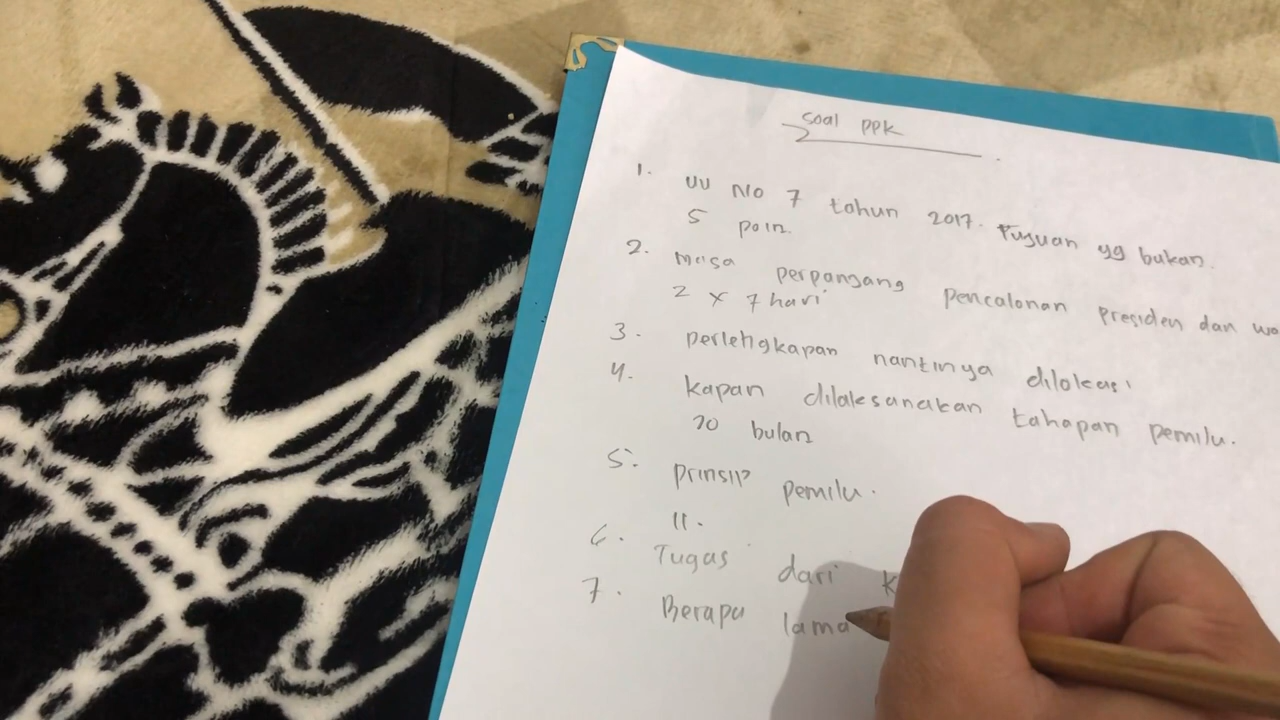 soal PPK
1. UU No 7 tahun 2017. Tujuan yg bukan.
5 poin
2. Masa perpanjang pencalonan presiden dan wa
2 x 7 hari
3. perlengkapan nantinya dilokasi
4. kapan dilaksanakan tahapan pemilu.
20 bulan
5. prinsip pemilu.
11.
6. Tugas dari K
7. Berapa lama